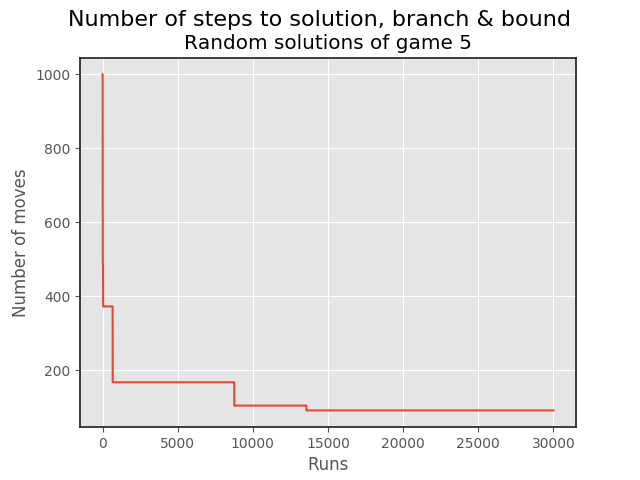 Number of steps to solution, branch & bound
Random solutions of game 5
1000
800
600
400
200
Number of moves
0 5000 10000 15000 20000 25000 30000
Runs